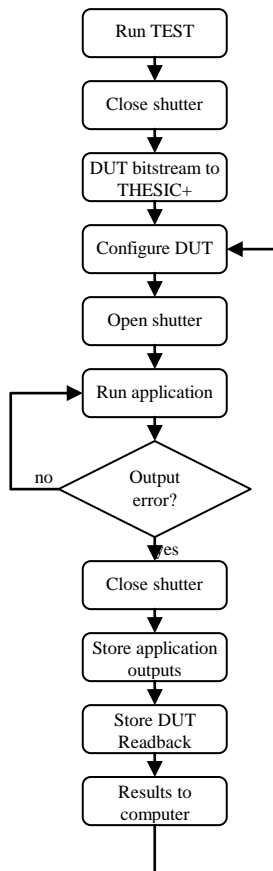 Run TEST
Close shutter
DUT bitstream to
THESIC+
Configure DUT
Open shutter
Run application
no
Output
error?
yes
Close shutter
Store application
outputs
Store DUT
Readback
Results to
computer